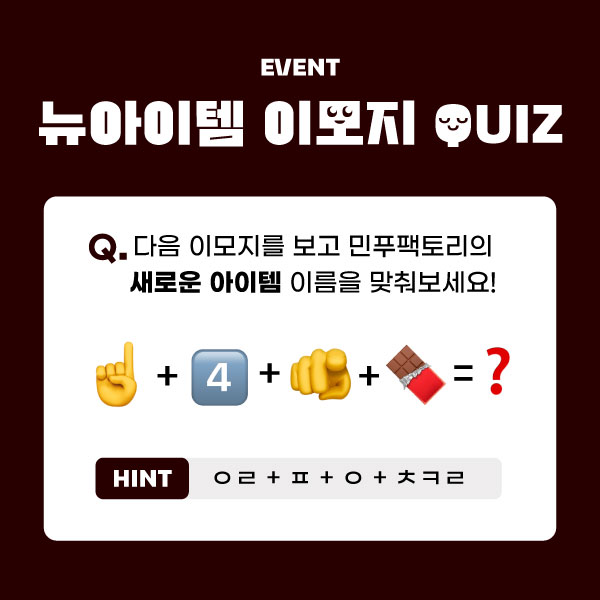 EVENT
뉴아이템 이모지 QUIZ
Q. 다음 이모지를 보고 민푸팩토리의
새로운 아이템 이름을 맞춰보세요!
☝️ + 4 + 🫵 + 🍫 = ?
HINT ㅇㄹ + ㅍ + ㅇ + ㅊㅋㄹ